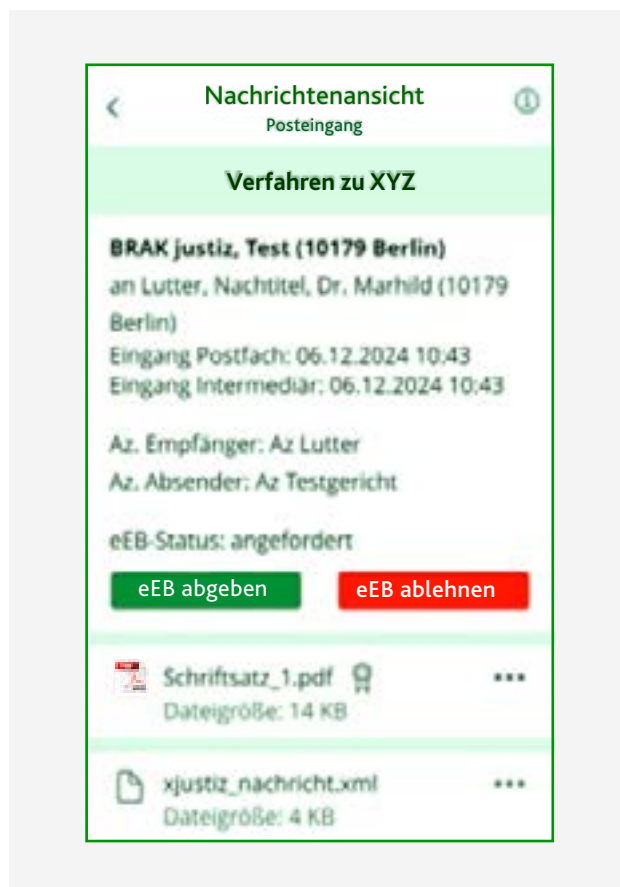 Nachrichtenansicht
Posteingang
Verfahren zu XYZ
BRAK justiz, Test (10179 Berlin)
an Lutter, Nachtitel, Dr. Marhild (10179
Berlin)
Eingang Postfach: 06.12.2024 10:43
Eingang Intermediär: 06.12.2024 10:43
Az. Empfänger: Az Lutter
Az. Absender: Az Testgericht
eEB-Status: angefordert
eEB abgeben eEB ablehnen
Schriftsatz_1.pdf
Dateigröße: 14 KB
xjustiz_nachricht.xml
Dateigröße: 4 KB